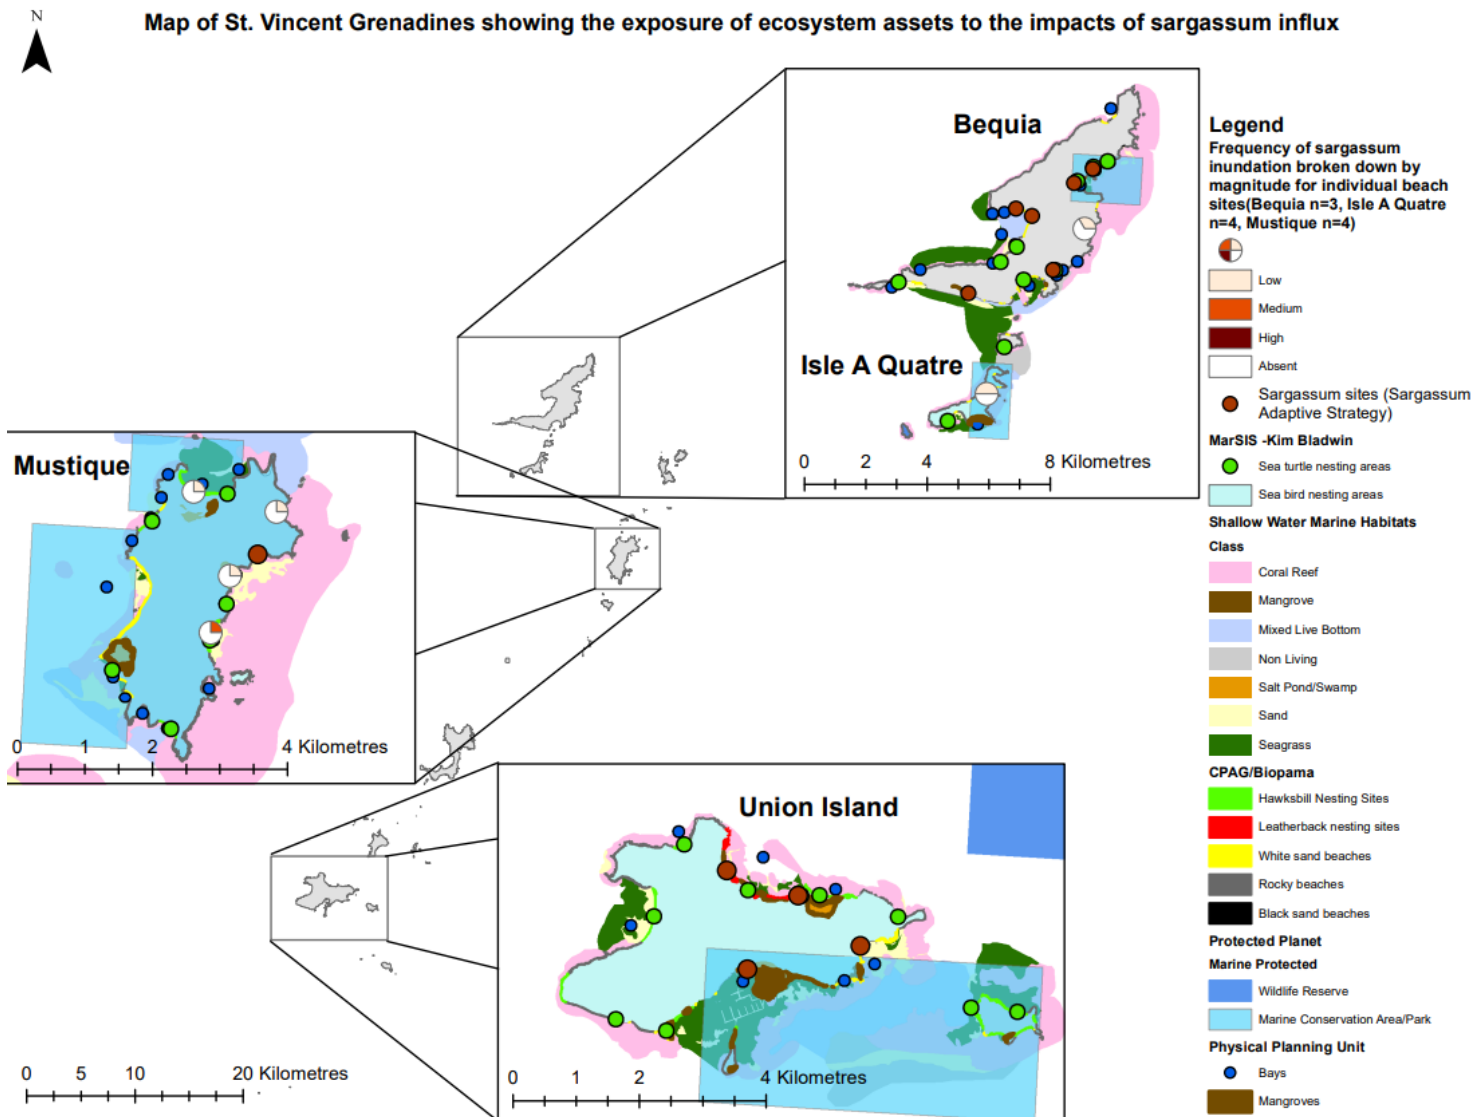 Map of St. Vincent Grenadines showing the exposure of ecosystem assets to the impacts of sargassum influx
N
Bequia
Isle A Quatre
0 2 4 8 Kilometres
Mustique
0 1 2 4 Kilometres
Union Island
0 1 2 4 Kilometres
0 5 10 20 Kilometres
Legend
Frequency of sargassum
inundation broken down by
magnitude for individual beach
sites(Bequia n=3, Isle A Quatre
n=4, Mustique n=4)
Low
Medium
High
Absent
Sargassum sites (Sargassum
Adaptive Strategy)
MarSIS -Kim Bladwin
Sea turtle nesting areas
Sea bird nesting areas
Shallow Water Marine Habitats
Class
Coral Reef
Mangrove
Mixed Live Bottom
Non Living
Salt Pond/Swamp
Sand
Seagrass
CPAG/Biopama
Hawksbill Nesting Sites
Leatherback nesting sites
White sand beaches
Rocky beaches
Black sand beaches
Protected Planet
Marine Protected
Wildlife Reserve
Marine Conservation Area/Park
Physical Planning Unit
Bays
Mangroves